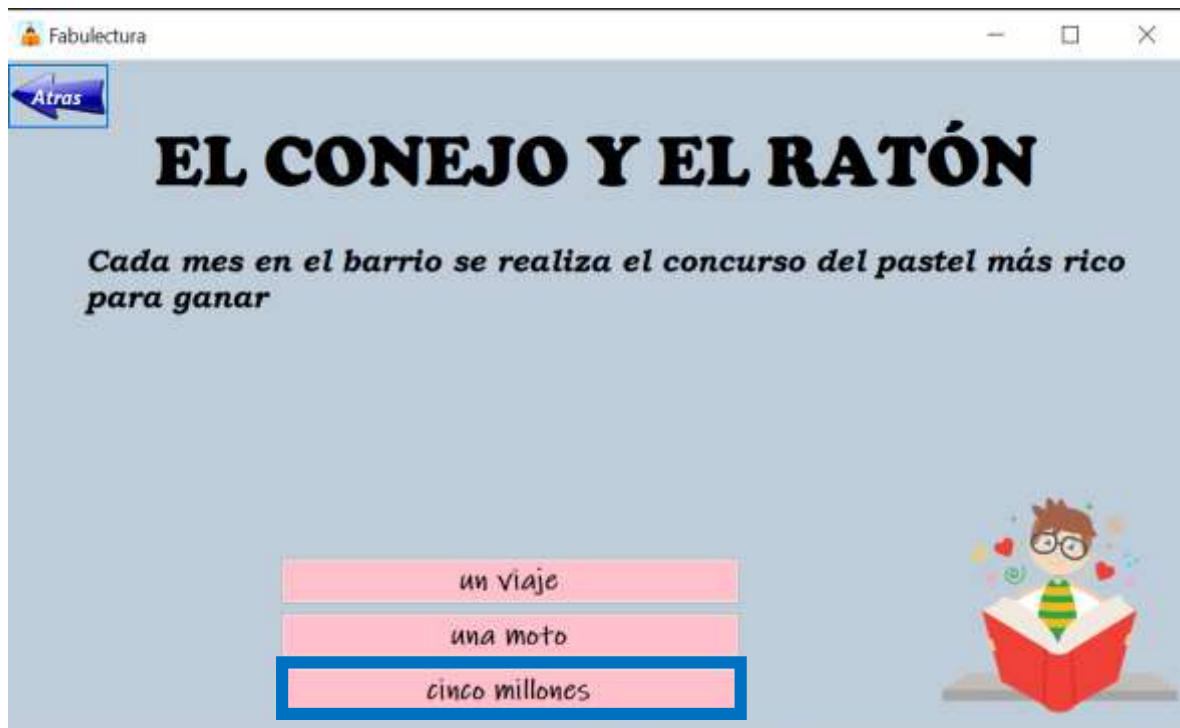 Fabulectura
Atras
EL CONEJO Y EL RATÓN
Cada mes en el barrio se realiza el concurso del pastel más rico
para ganar
un viaje
una moto
cinco millones